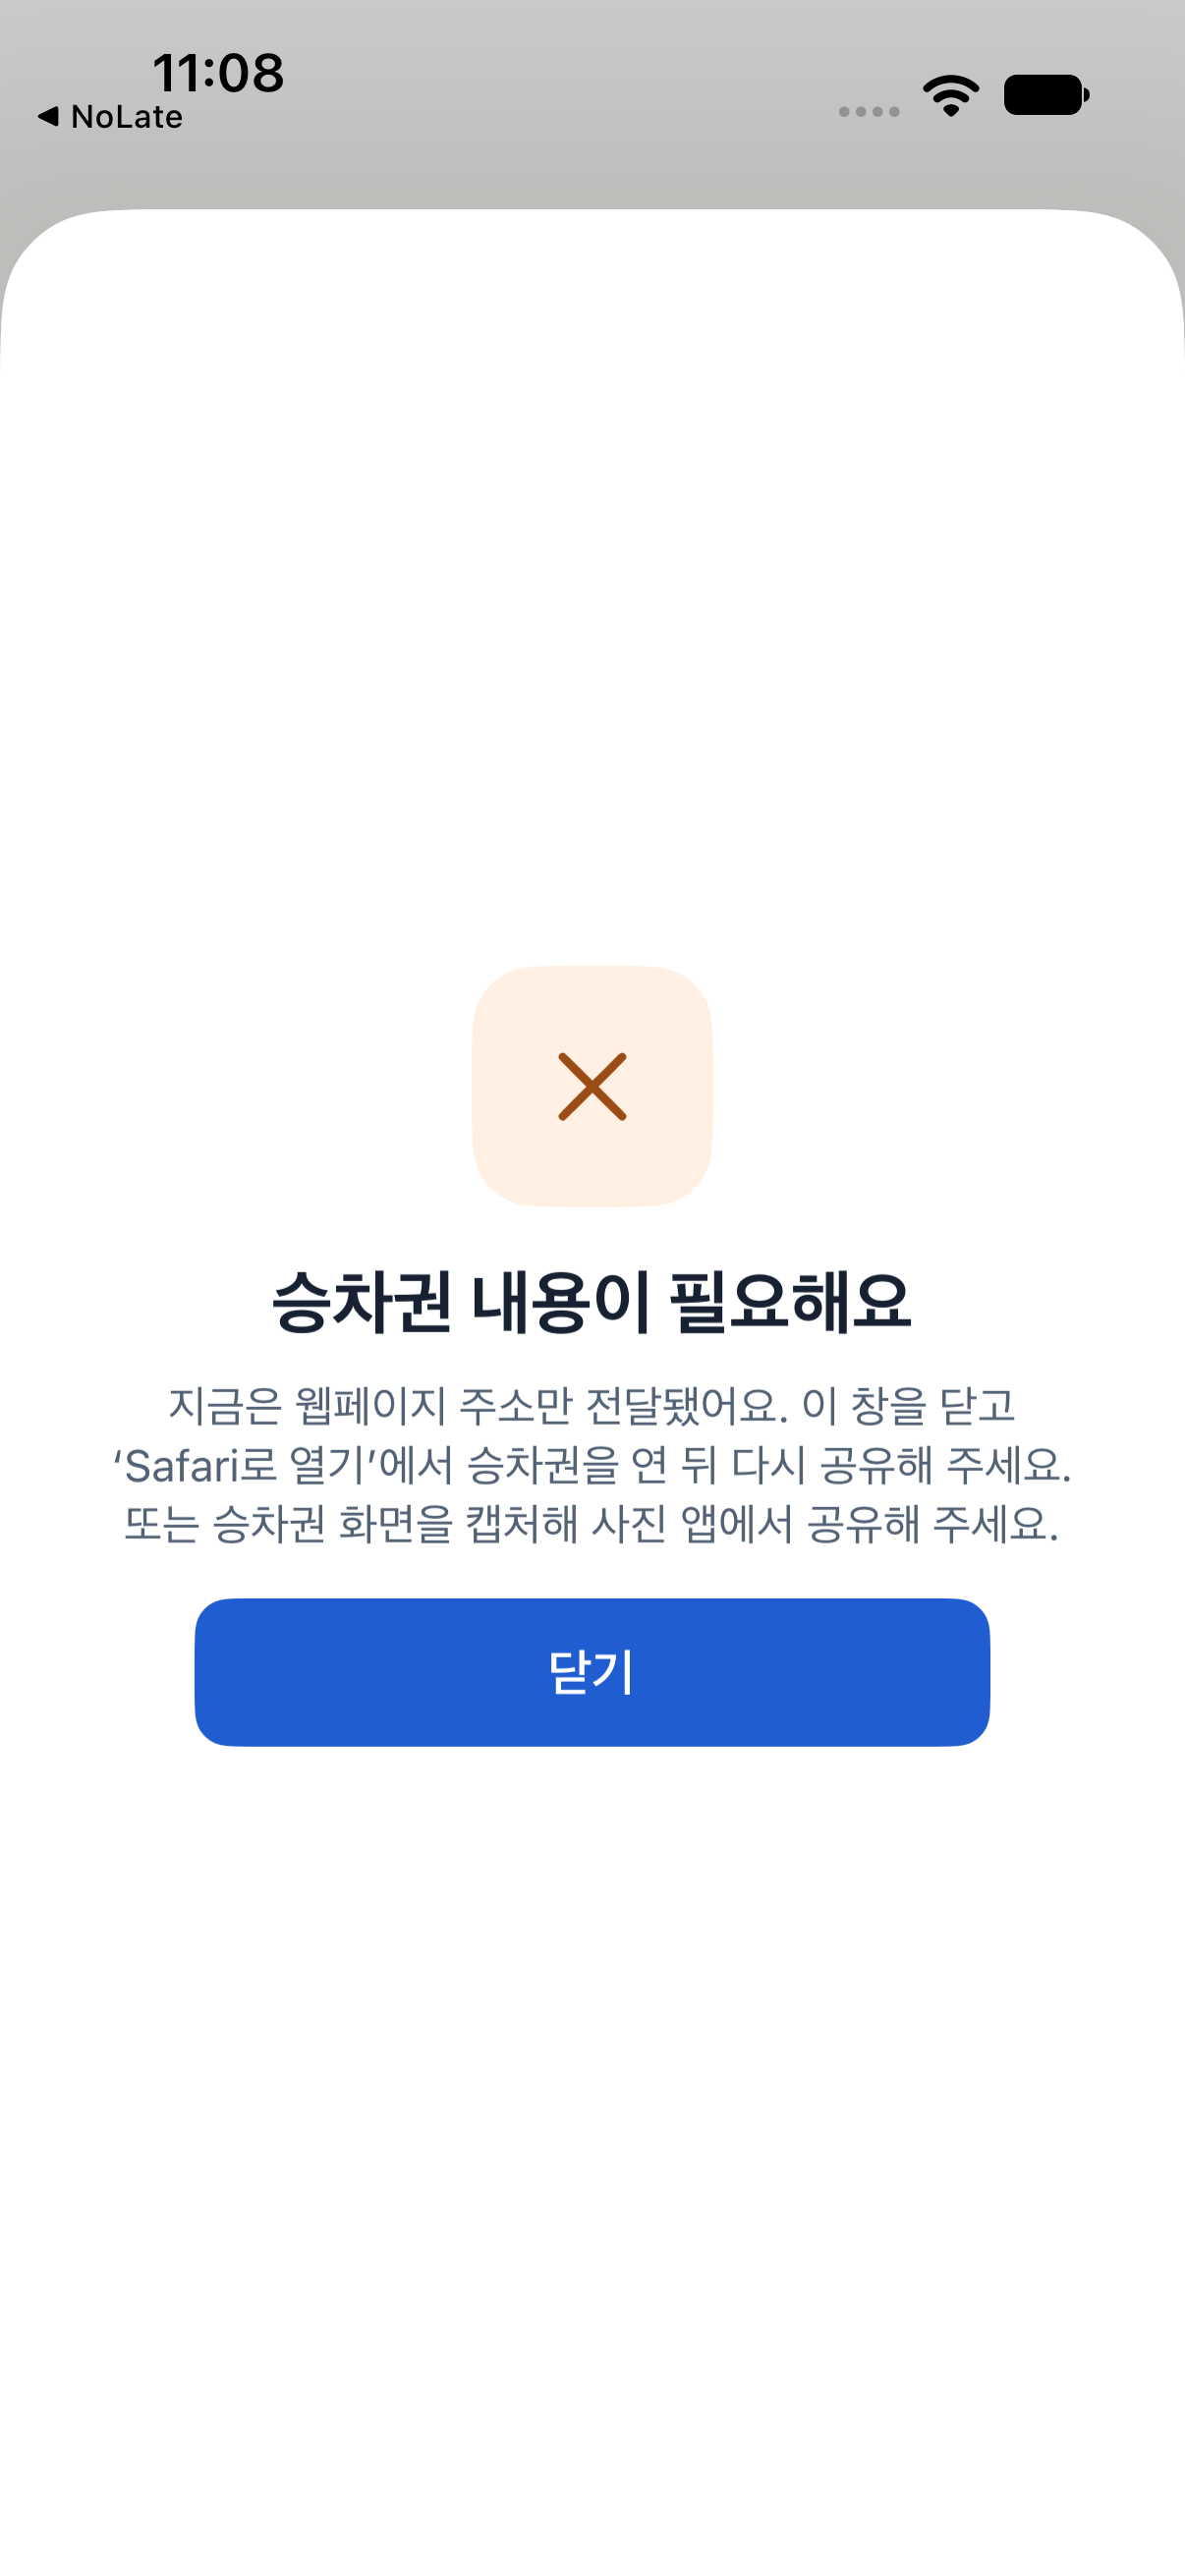 11:08
◀ NoLate
승차권 내용이 필요해요
지금은 웹페이지 주소만 전달됐어요. 이 창을 닫고
‘Safari로 열기’에서 승차권을 연 뒤 다시 공유해 주세요.
또는 승차권 화면을 캡처해 사진 앱에서 공유해 주세요.
닫기